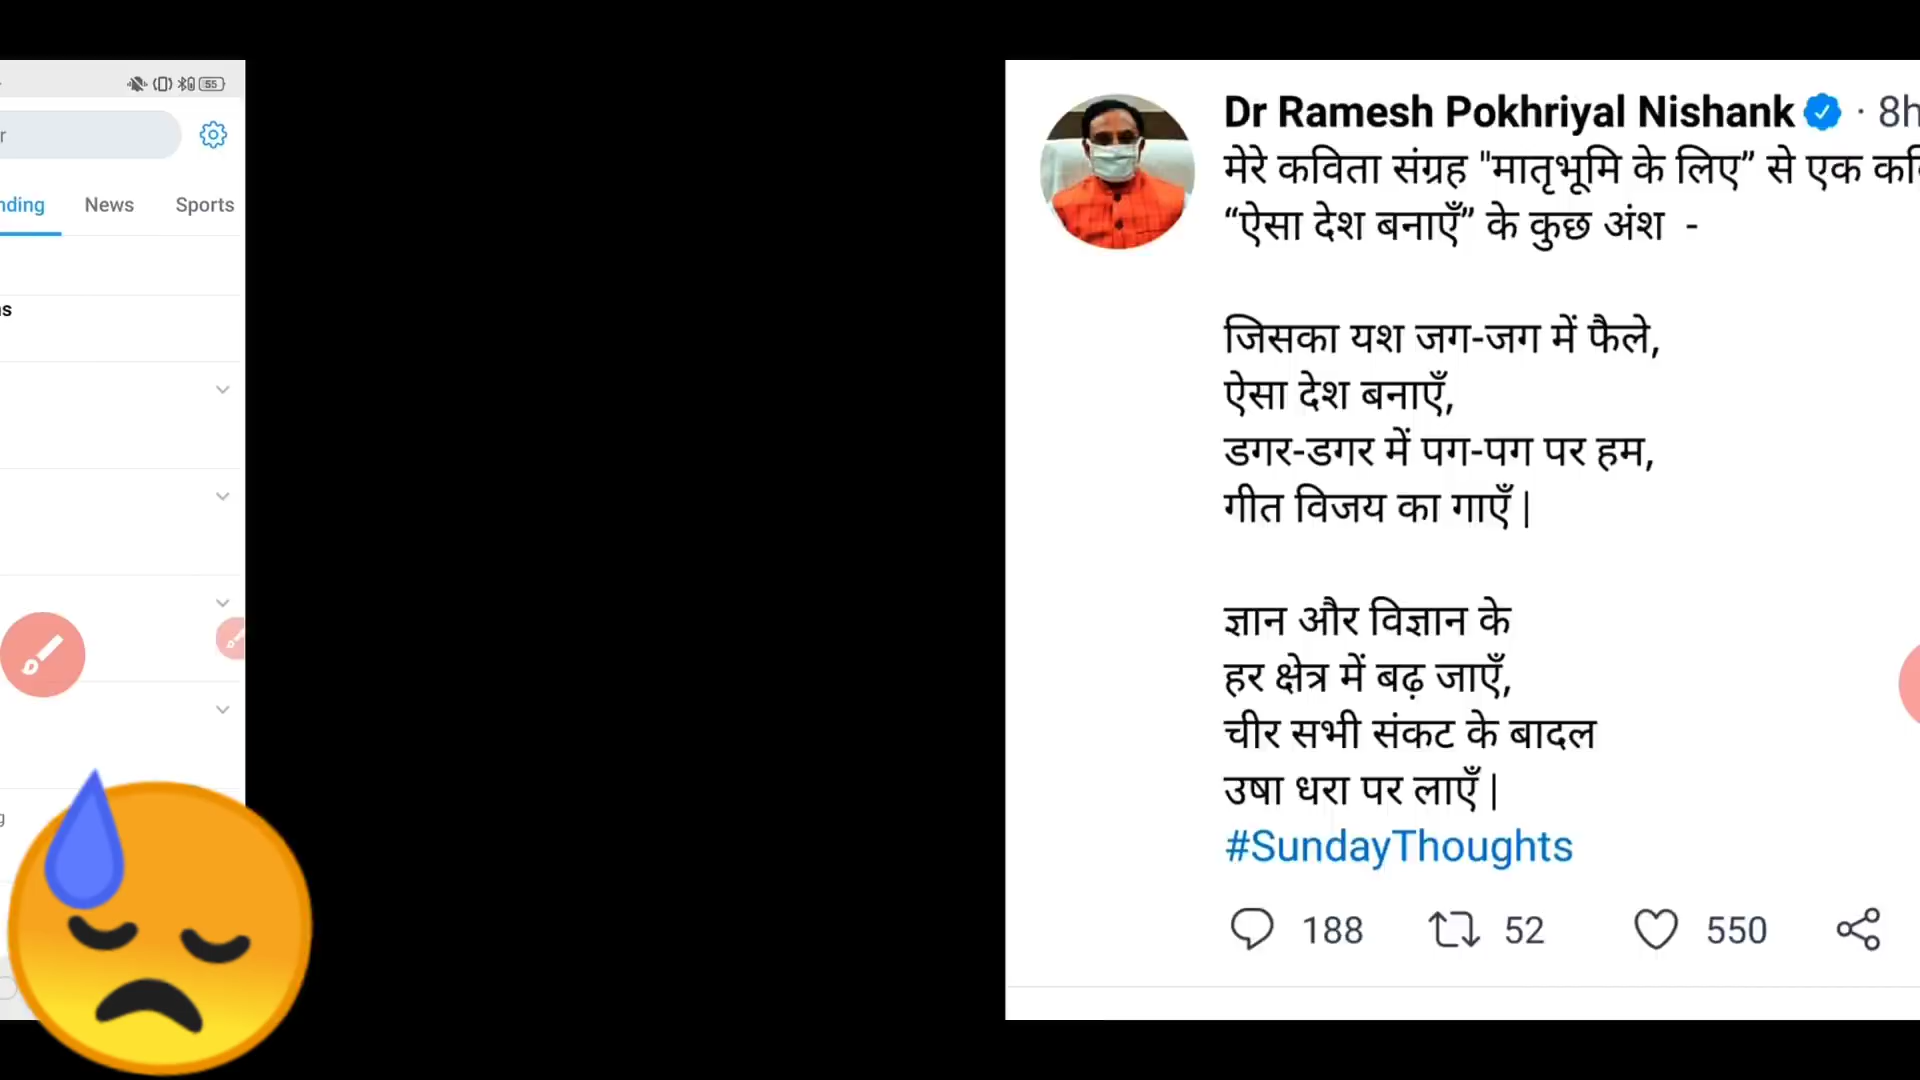 55
News
Sports
Dr Ramesh Pokhriyal Nishank · 8h
मेरे कविता संग्रह "मातृभूमि के लिए” से एक
“ऐसा देश बनाएँ” के कुछ अंश -
जिसका यश जग-जग में फैले,
ऐसा देश बनाएँ,
डगर-डगर में पग-पग पर हम,
गीत विजय का गाएँ |
ज्ञान और विज्ञान के
हर क्षेत्र में बढ़ जाएँ,
चीर सभी संकट के बादल
उषा धरा पर लाएँ |
#SundayThoughts
188 52 550